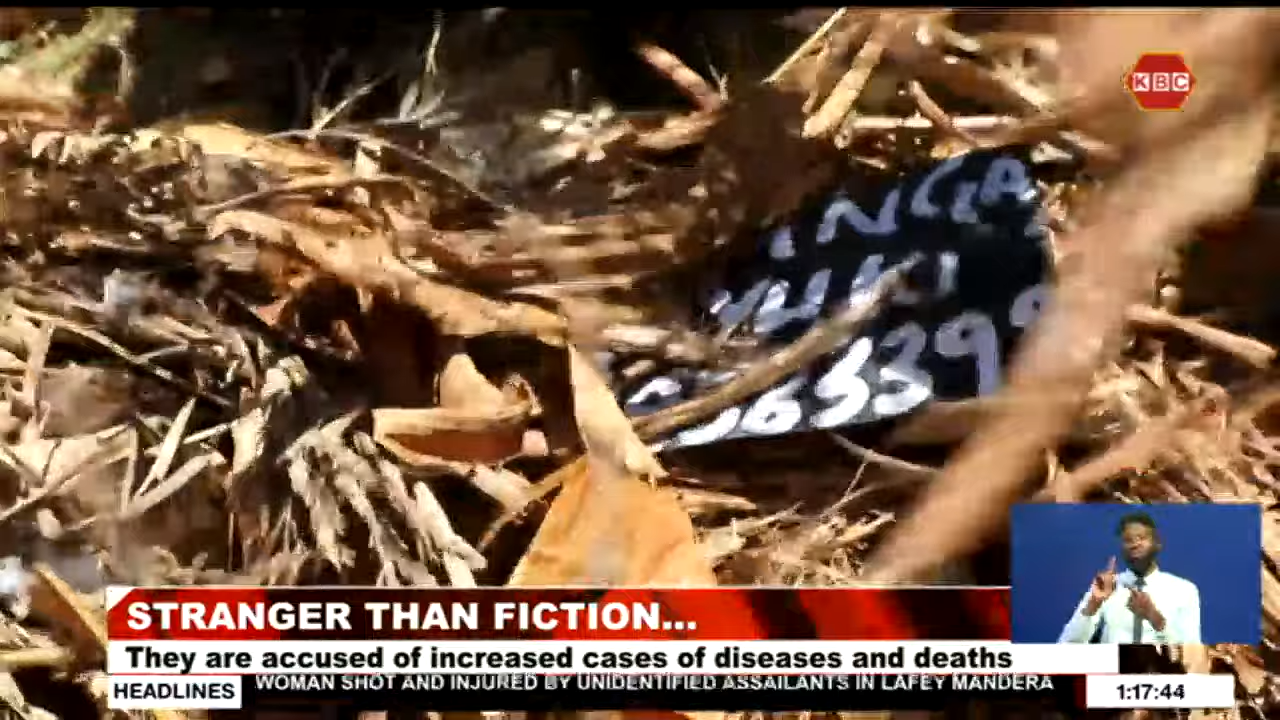 KBC
STRANGER THAN FICTION...
They are accused of increased cases of diseases and deaths
HEADLINES
WOMAN SHOT AND INJURED BY UNIDENTIFIED ASSAILANTS IN LAFEY MANDERA
1:17:44